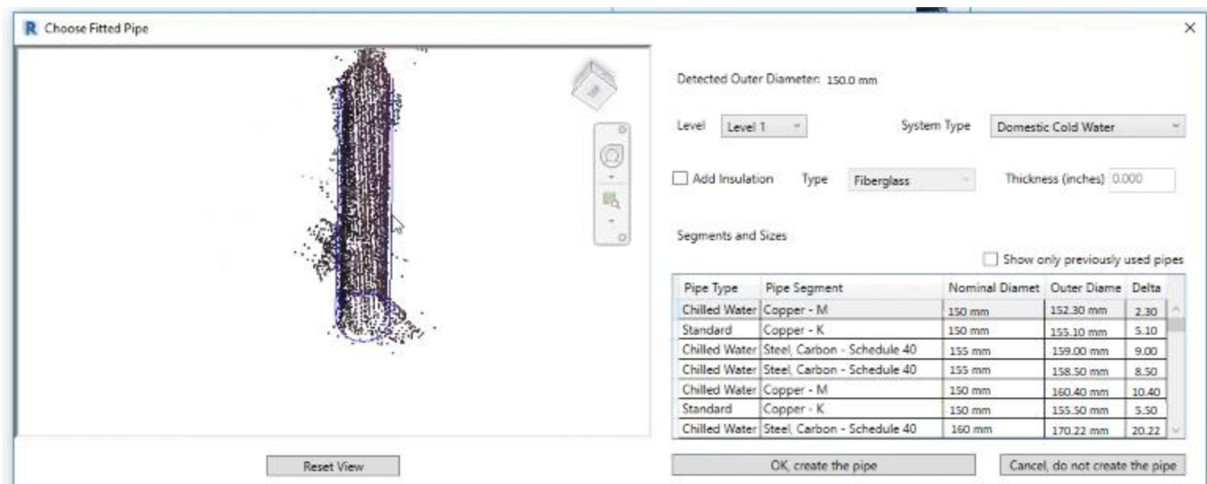 R Choose Fitted Pipe
TOP
Detected Outer Diameter: 150.0 mm
Level Level 1 System Type Domestic Cold Water
Add Insulation Type Fiberglass Thickness (inches) 0.000
Segments and Sizes
Show only previously used pipes
Pipe Type Pipe Segment Nominal Diamet Outer Diame Delta
Chilled Water Copper - M 150 mm 152.30 mm 2.30
Standard Copper - K 150 mm 155.10 mm 5.10
Chilled Water Steel, Carbon - Schedule 40 155 mm 159.00 mm 9.00
Chilled Water Steel, Carbon - Schedule 40 155 mm 158.50 mm 8.50
Chilled Water Copper - M 150 mm 160.40 mm 10.40
Standard Copper - K 150 mm 155.50 mm 5.50
Chilled Water Steel, Carbon - Schedule 40 160 mm 170.22 mm 20.22
Reset View OK, create the pipe Cancel, do not create the pipe